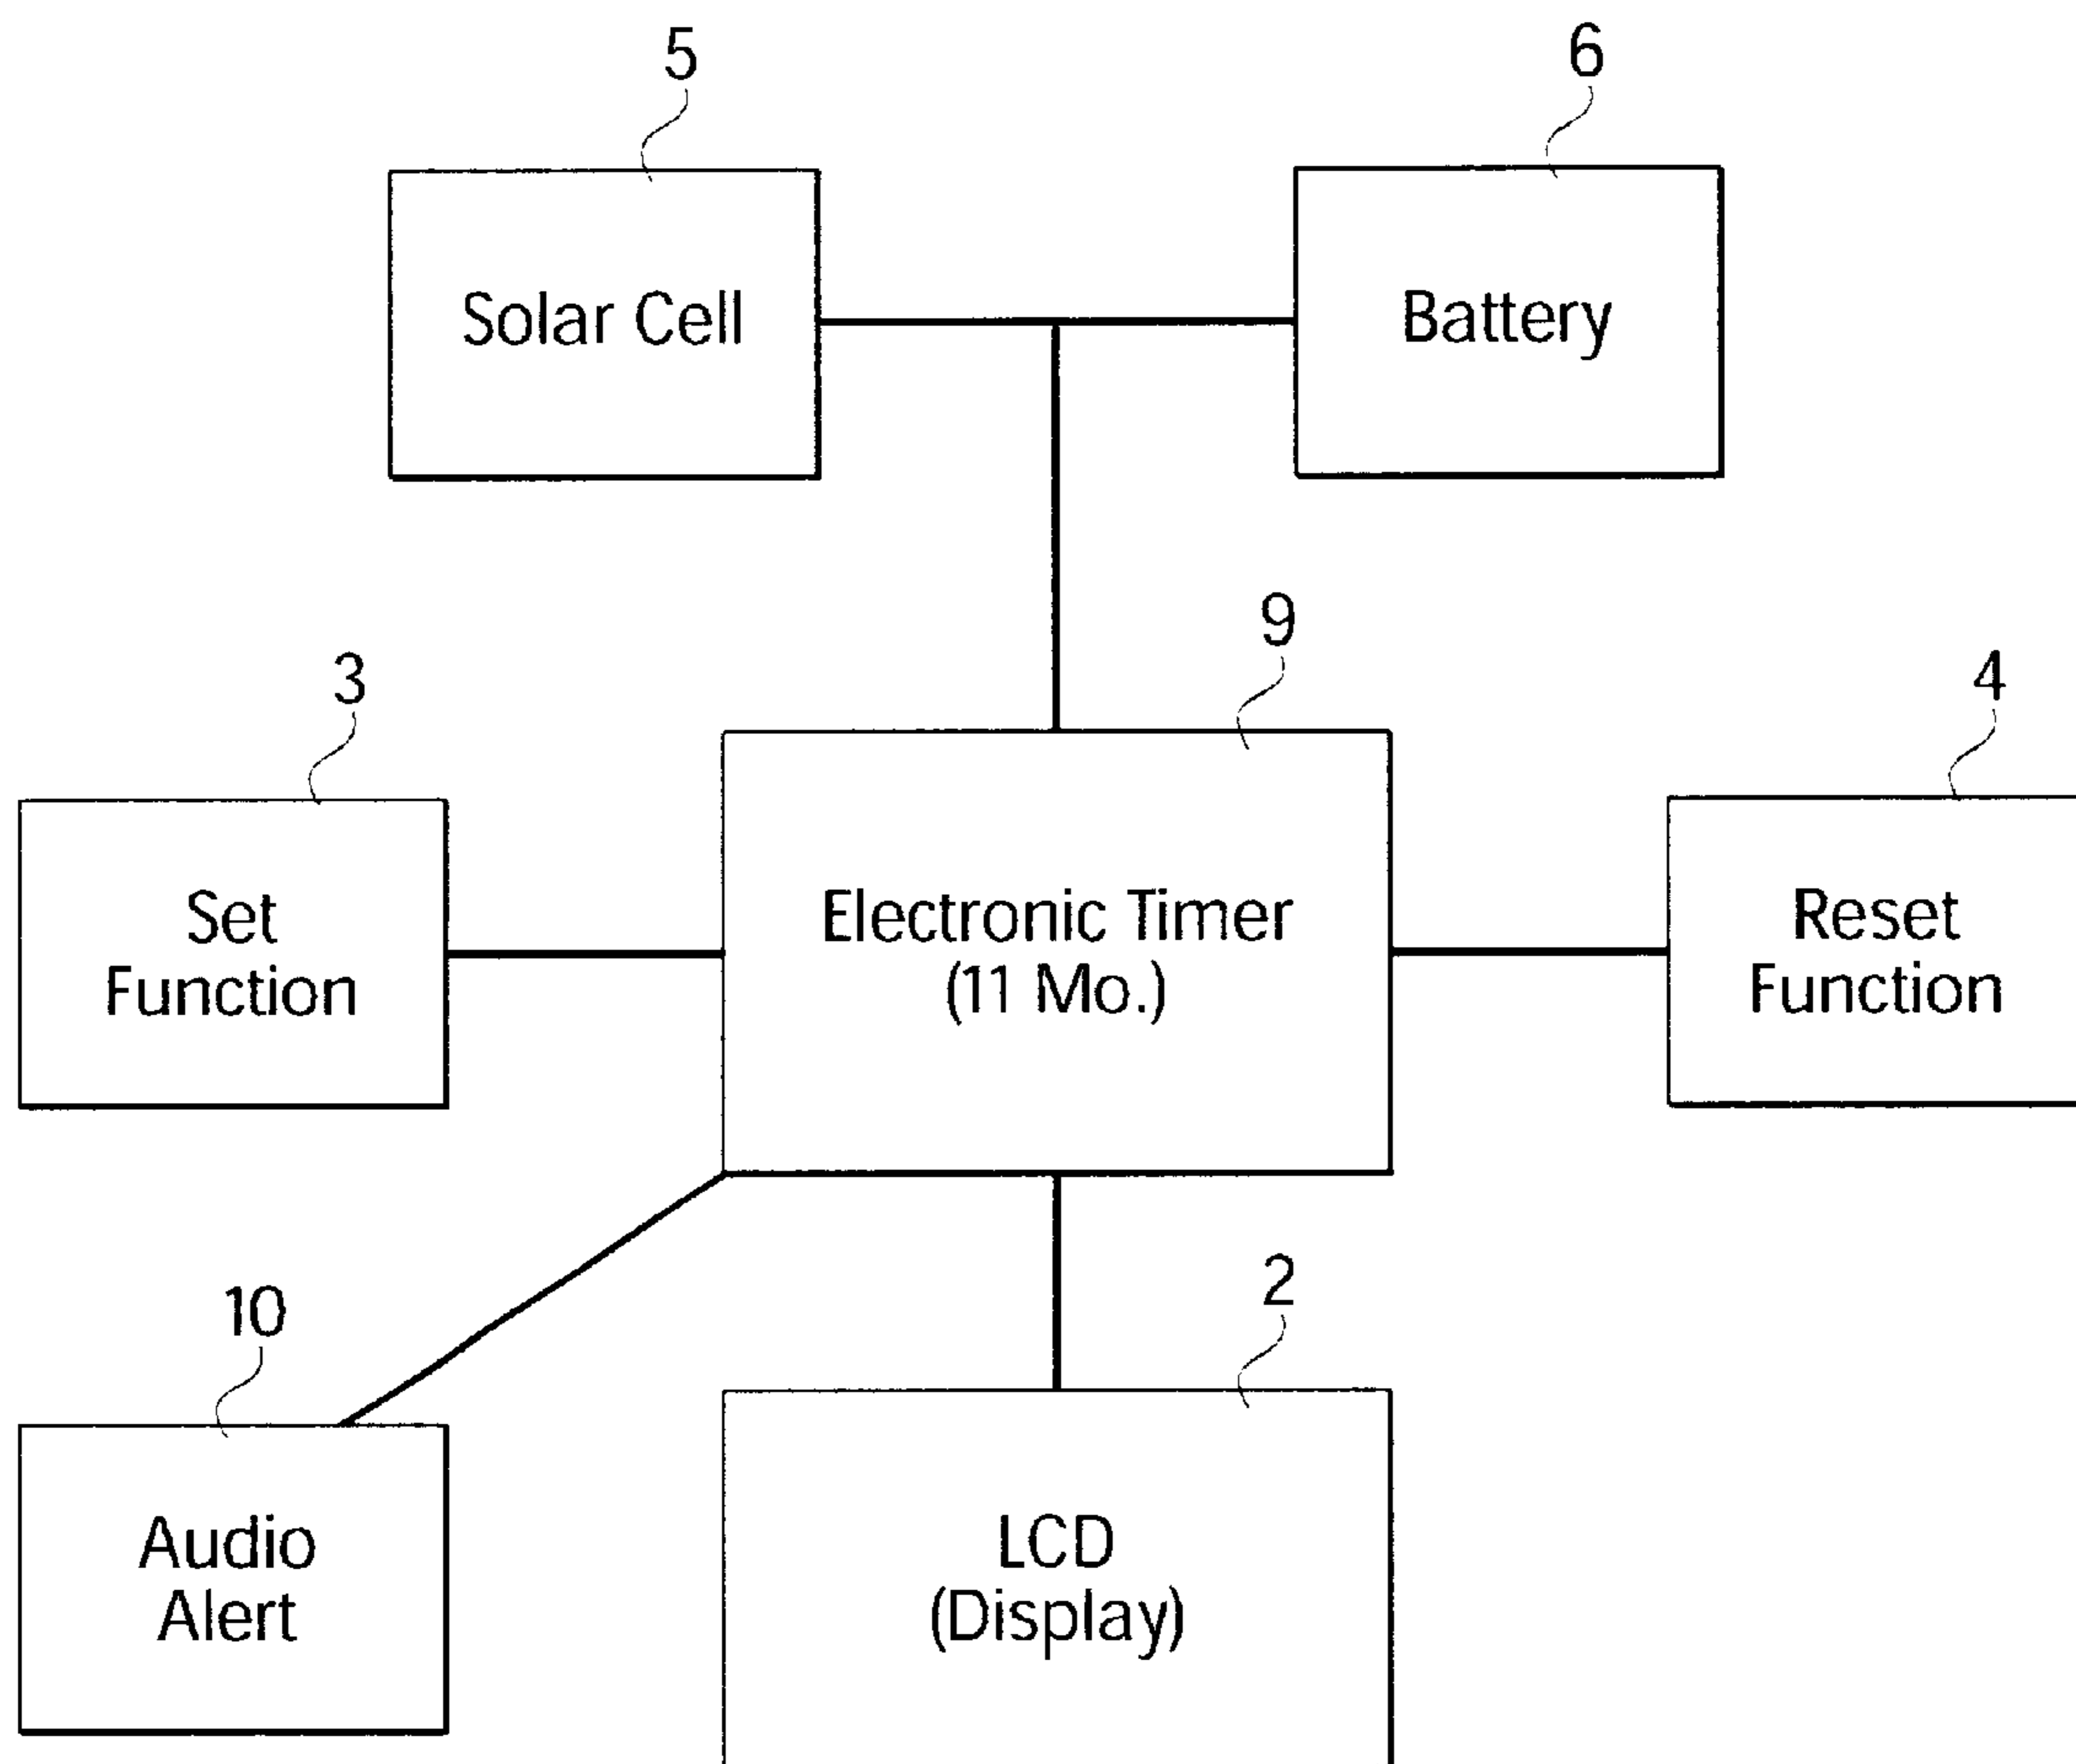 5
6
Solar Cell
Battery
9
3
4
Set
Function
Electronic Timer
(11 Mo.)
Reset
Function
10
2
Audio
Alert
LCD
(Display)